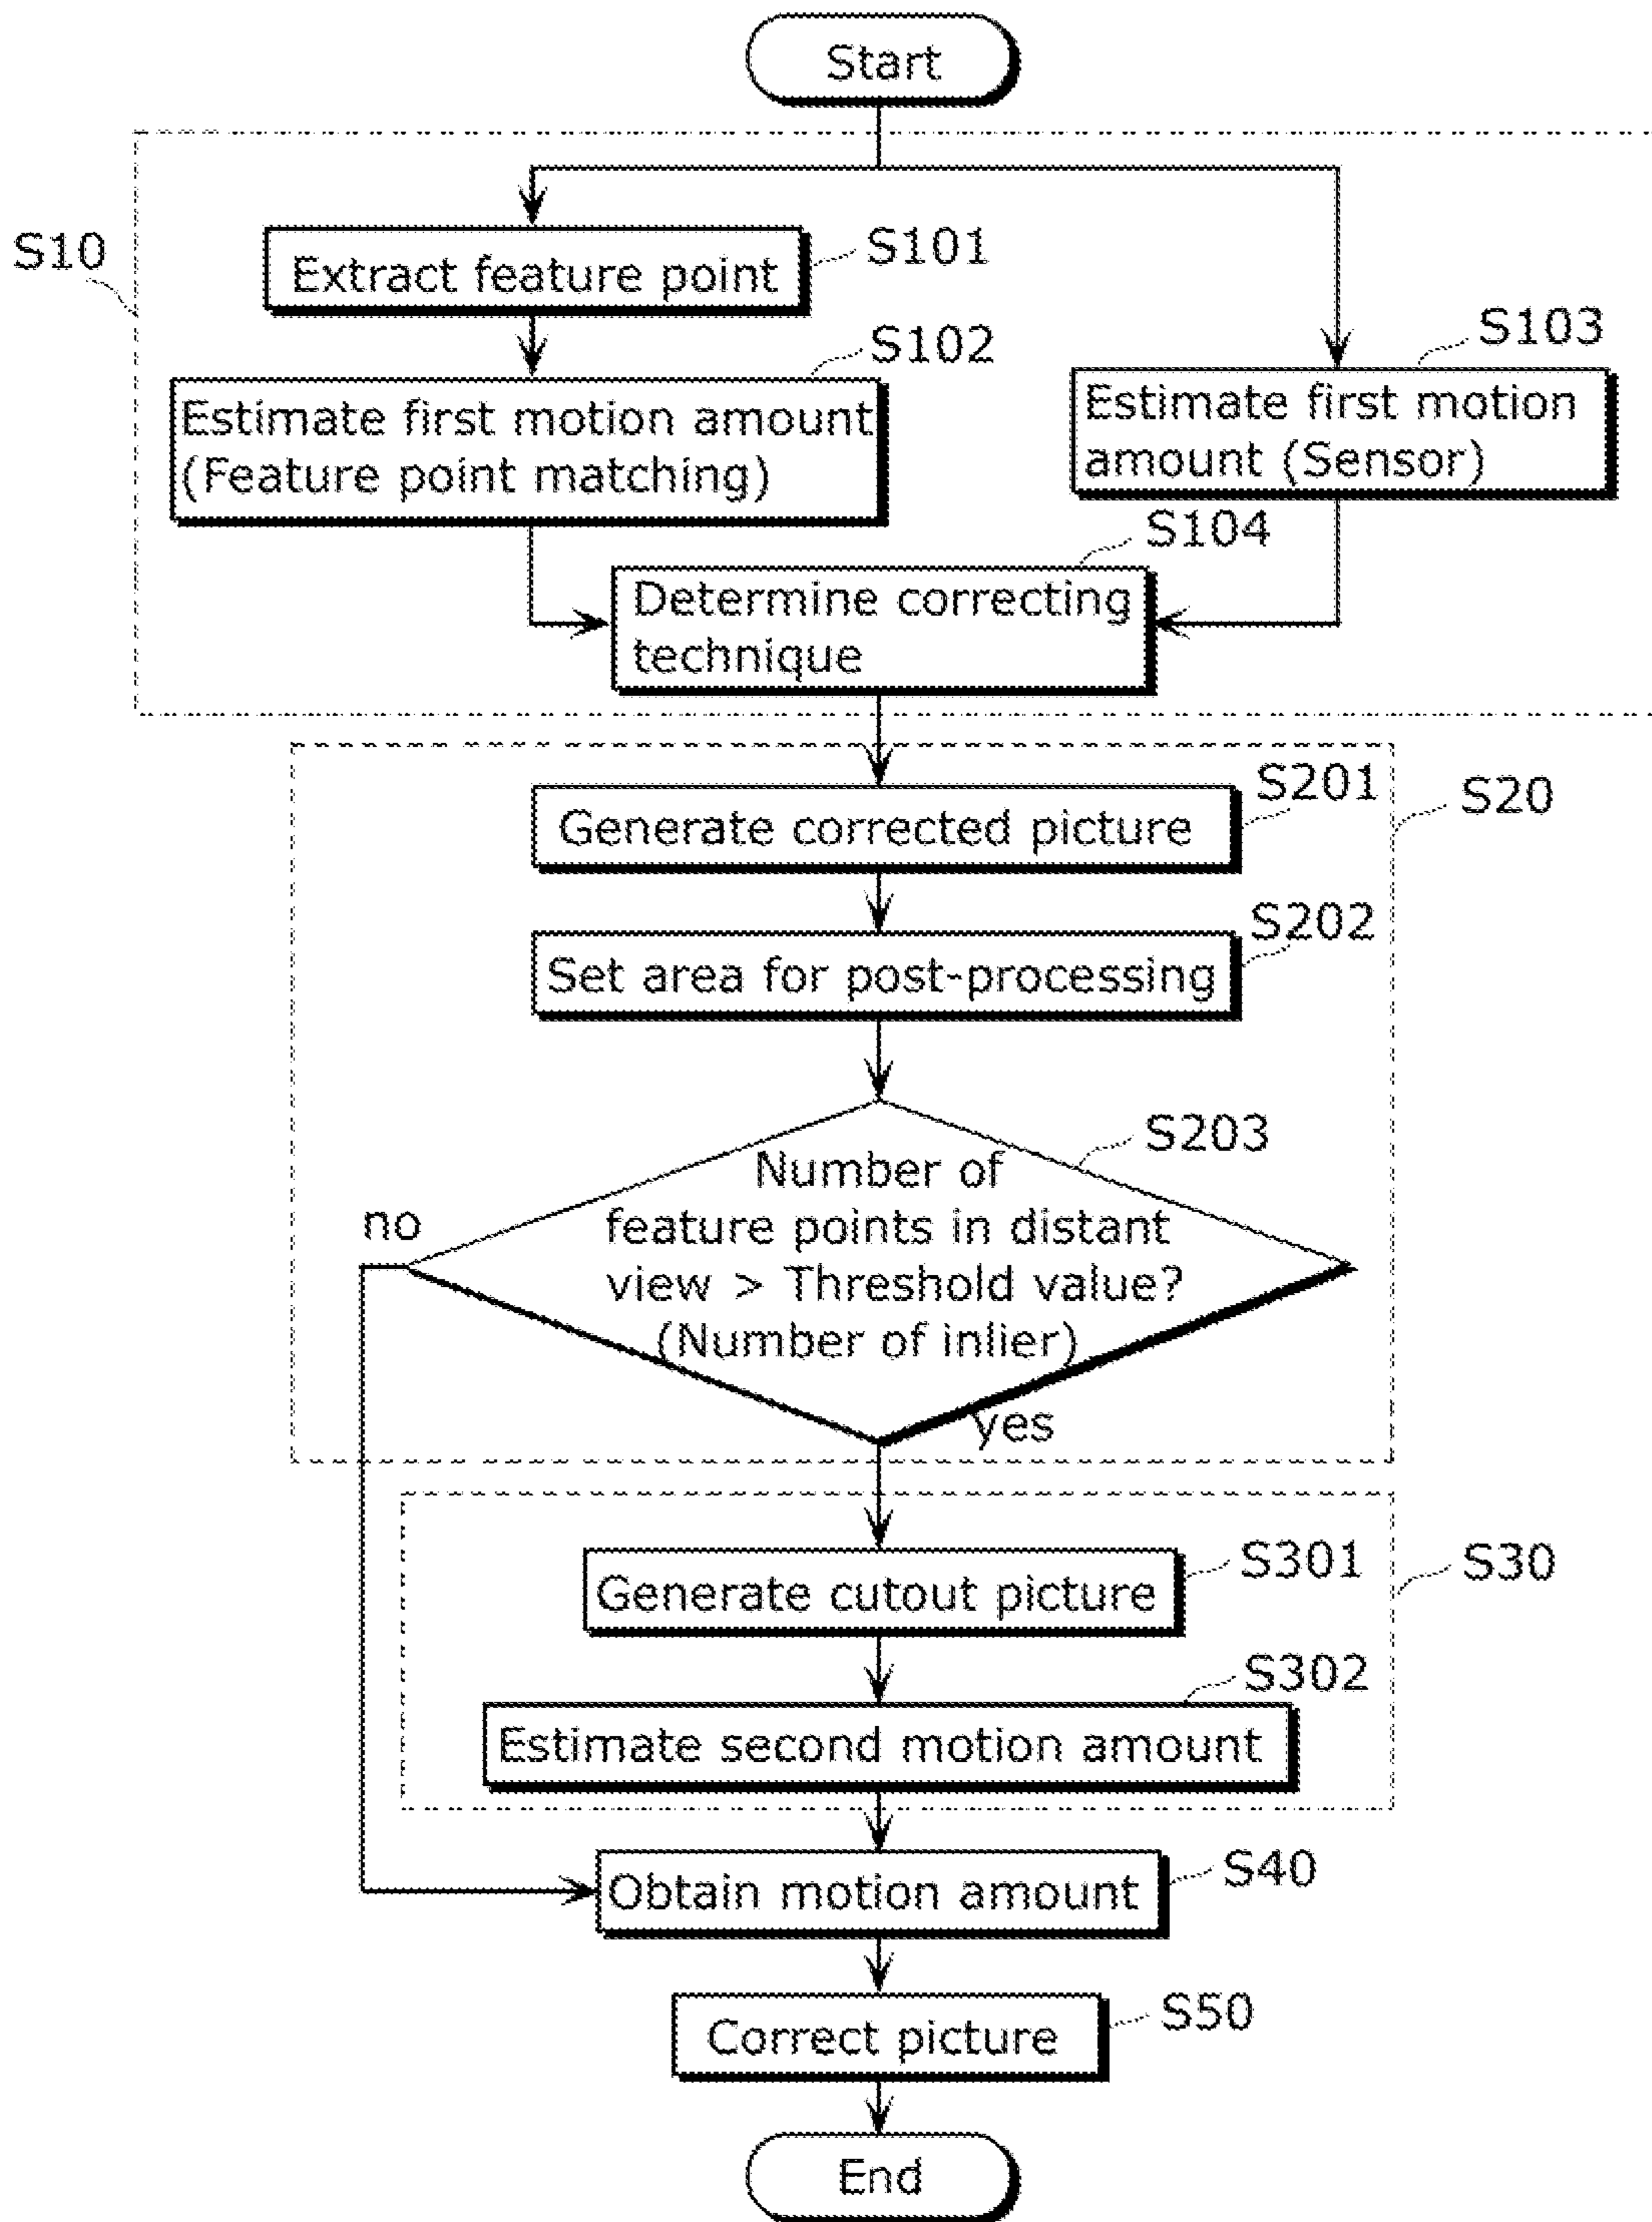 Start
S10
S101
Extract feature point
S102
Estimate first motion amount
(Feature point matching)
S103
Estimate first motion
amount (Sensor)
S104
Determine correcting
technique
S201
S20
Generate corrected picture
S202
Set area for post-processing
S203
Number of
feature points in distant
view > Threshold value?
(Number of inlier)
no
yes
S301
S30
Generate cutout picture
S302
Estimate second motion amount
S40
Obtain motion amount
S50
Correct picture
End